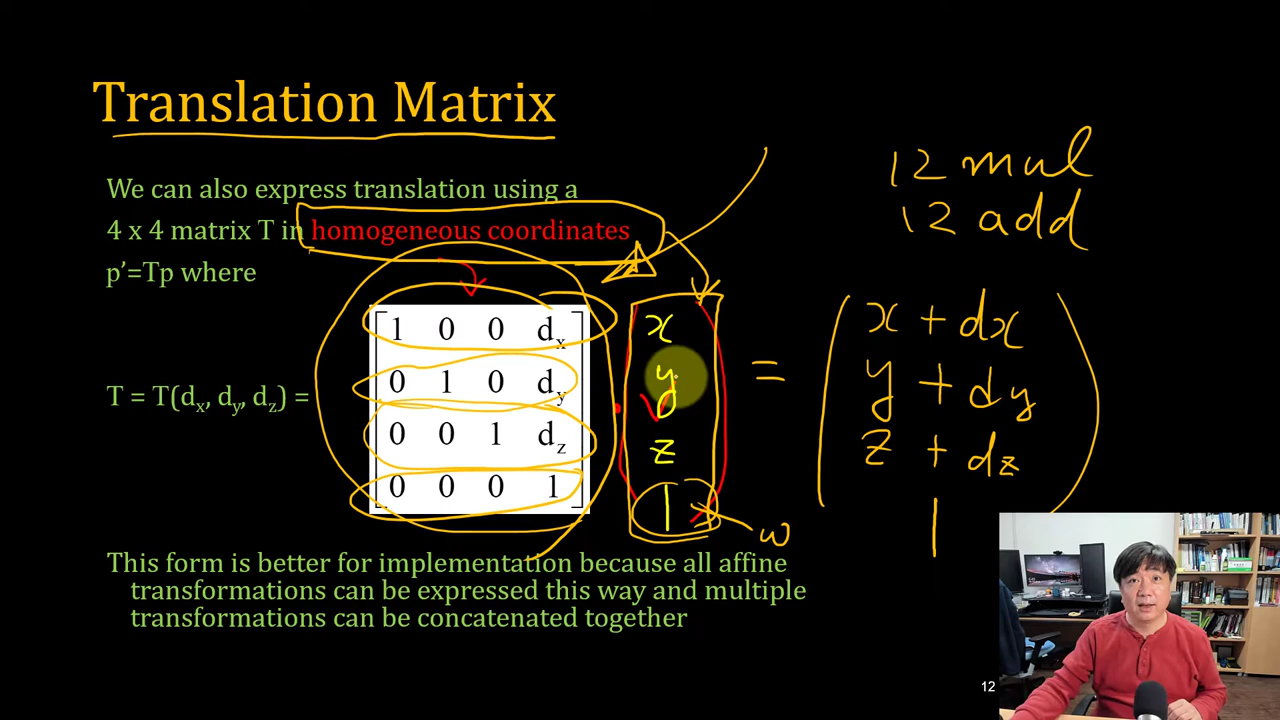 Translation Matrix
We can also express translation using a
4 x 4 matrix T in homogeneous coordinates
p’=Tp where
12 mul
12 add
T = T(dx, dy, dz) =
1 0 0 dx
0 1 0 dy
0 0 1 dz
0 0 0 1
x
y
z
1
w
=
x + dx
y + dy
z + dz
1
This form is better for implementation because all affine
transformations can be expressed this way and multiple
transformations can be concatenated together
12